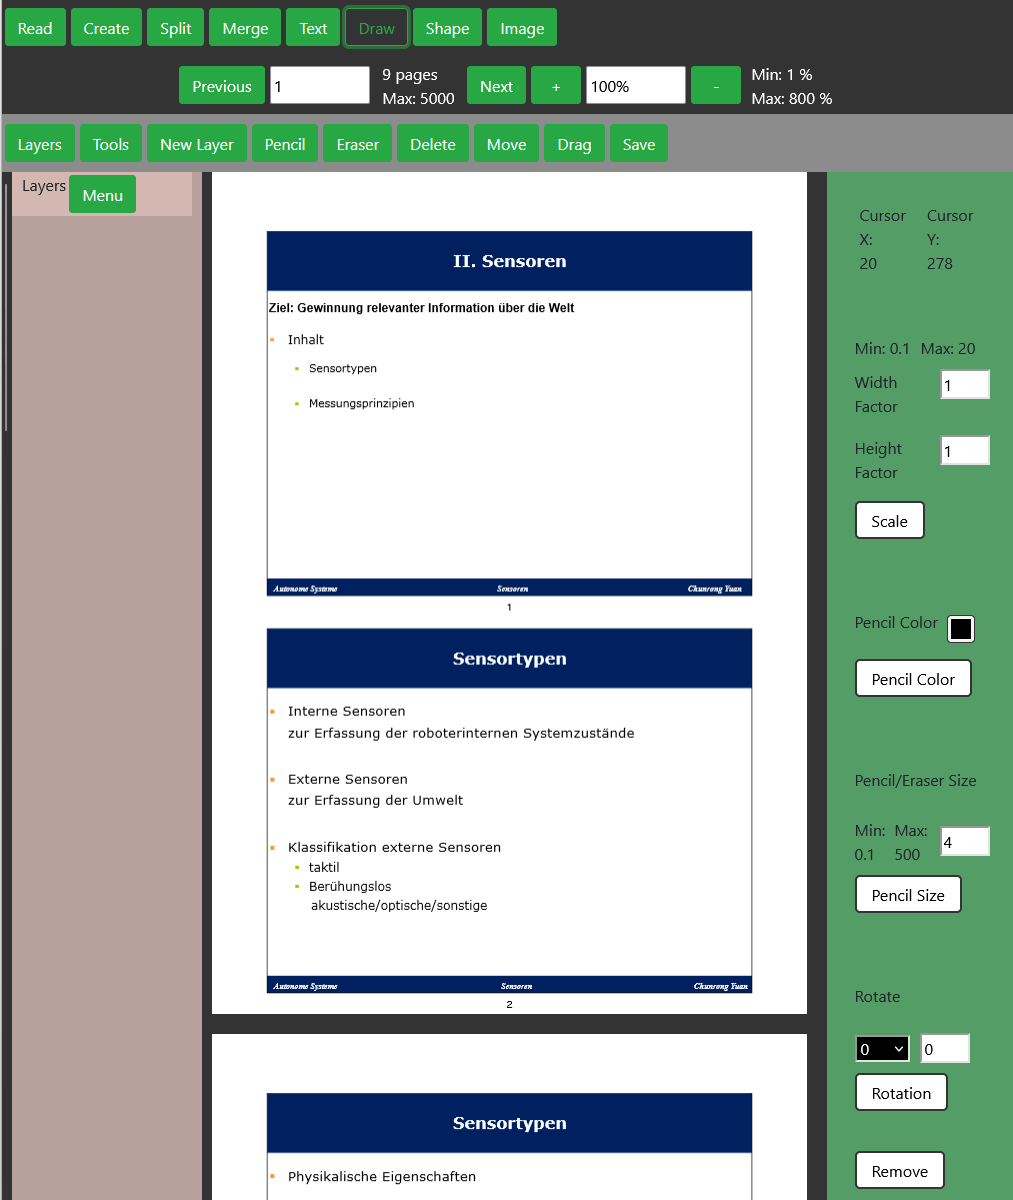 Read Create Split Merge Text Draw Shape Image
Previous 1 9 pages Next + 100% - Min: 1 %
Max: 5000 Max: 800 %
Layers Tools New Layer Pencil Eraser Delete Move Drag Save
Layers Menu
II. Sensoren
Ziel: Gewinnung relevanter Information über die Welt
Inhalt
Sensortypen
Messungsprinzipien
Autonome Systeme Sensoren Chunrong Yuan
1
Sensortypen
Interne Sensoren
zur Erfassung der roboterinternen Systemzustände
Externe Sensoren
zur Erfassung der Umwelt
Klassifikation externe Sensoren
taktil
Berühungslos
akustische/optische/sonstige
Autonome Systeme Sensoren Chunrong Yuan
2
Sensortypen
Physikalische Eigenschaften
Cursor Cursor
X: Y:
20 278
Min: 0.1 Max: 20
Width 1
Factor
Height 1
Factor
Scale
Pencil Color
Pencil Color
Pencil/Eraser Size
Min: Max: 4
0.1 500
Pencil Size
Rotate
0 0
Rotation
Remove